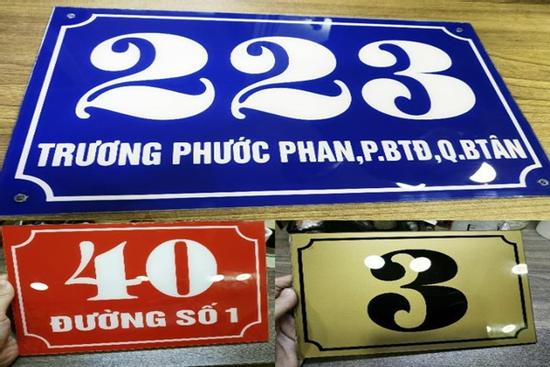 223
TRƯƠNG PHƯỚC PHAN,P.BTĐ,Q.BTÂN
40
ĐƯỜNG SỐ 1
3